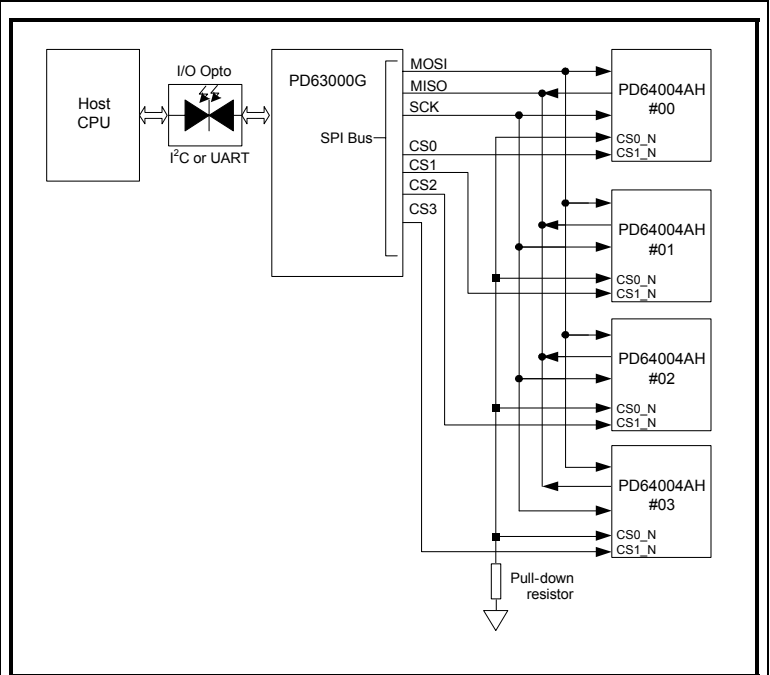 Host
CPU
I/O Opto
I²C or UART
PD63000G
SPI Bus
MOSI
MISO
SCK
CS0
CS1
CS2
CS3
PD64004AH
#00
CS0_N
CS1_N
PD64004AH
#01
CS0_N
CS1_N
PD64004AH
#02
CS0_N
CS1_N
PD64004AH
#03
CS0_N
CS1_N
Pull-down
resistor